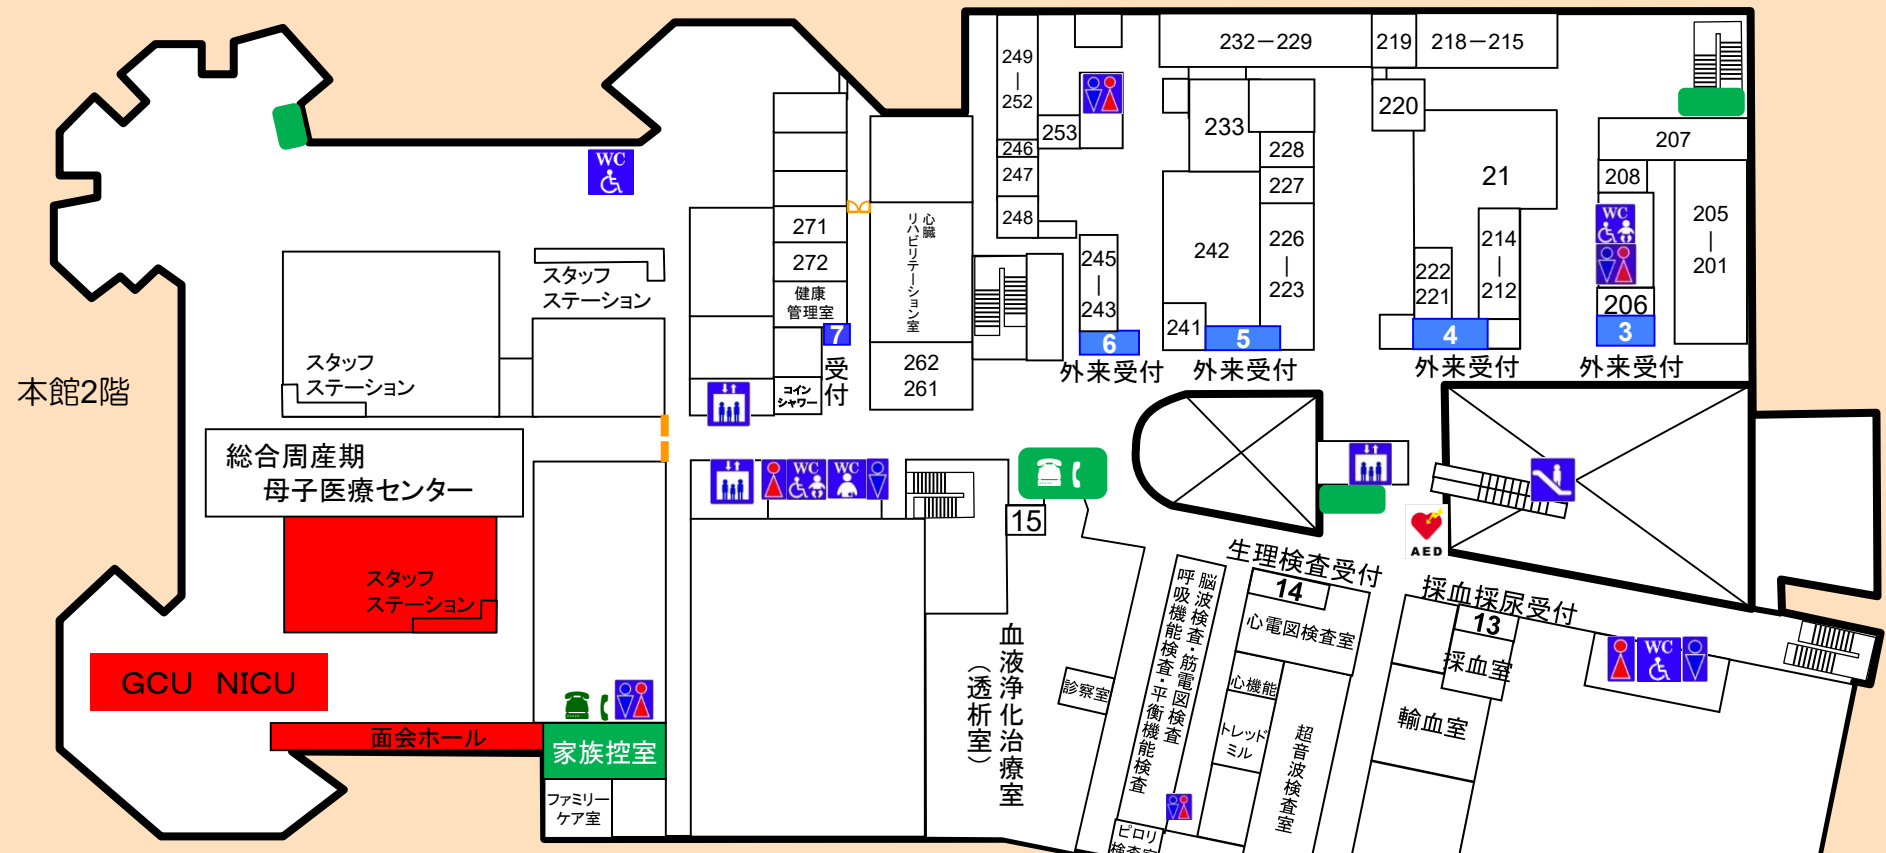 本館2階
スタッフ
ステーション
スタッフ
ステーション
総合周産期
母子医療センター
スタッフ
ステーション
GCU NICU
面会ホール
家族控室
ファミリー
ケア室
WC
271
272
健康
管理室
7
受付
コイン
シャワー
心臓
リハビリテーション室
262
261
WC
WC
249
|
252
253
246
247
248
245
|
243
6
外来受付
232－229
233
228
227
226
|
223
242
241
5
外来受付
219
218－215
220
21
214
|
212
222
221
4
外来受付
207
208
WC
205
|
201
206
3
外来受付
15
血液浄化治療室
（透析室）
AED
生理検査受付
14
心電図検査室
脳波検査・筋電図検査
呼吸機能検査・平衡機能検査
診察室
心機能
トレッド
ミル
超音波検査室
ピロリ
検査室
採血採尿受付
13
採血室
輸血室
WC